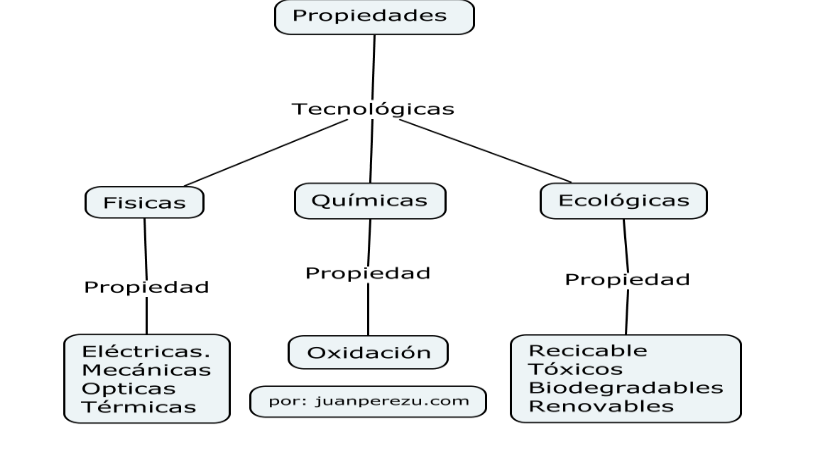 Propiedades
Tecnológicas
Fisicas
Químicas
Ecológicas
Propiedad
Propiedad
Propiedad
Eléctricas.
Mecánicas
Opticas
Térmicas
Oxidación
Recicable
Tóxicos
Biodegradables
Renovables
por: juanperezu.com